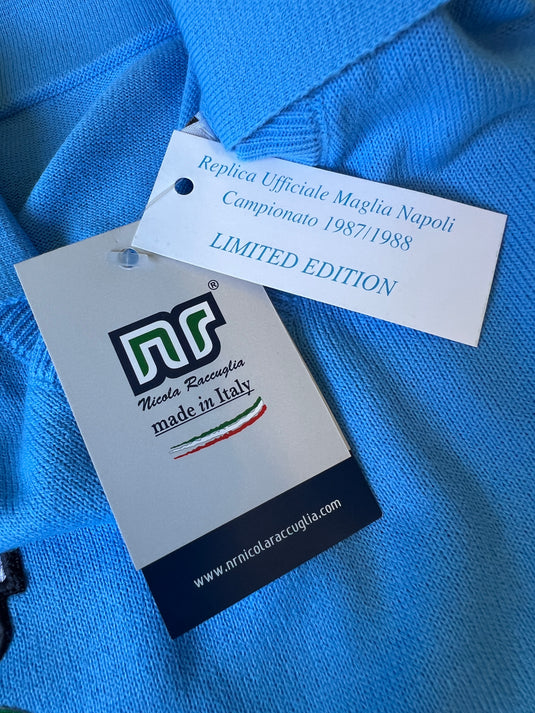 Replica Ufficiale Maglia Napoli
Campionato 1987/1988
LIMITED EDITION
nr®
Nicola Raccuglia
made in Italy
www.nrnicolaraccuglia.com